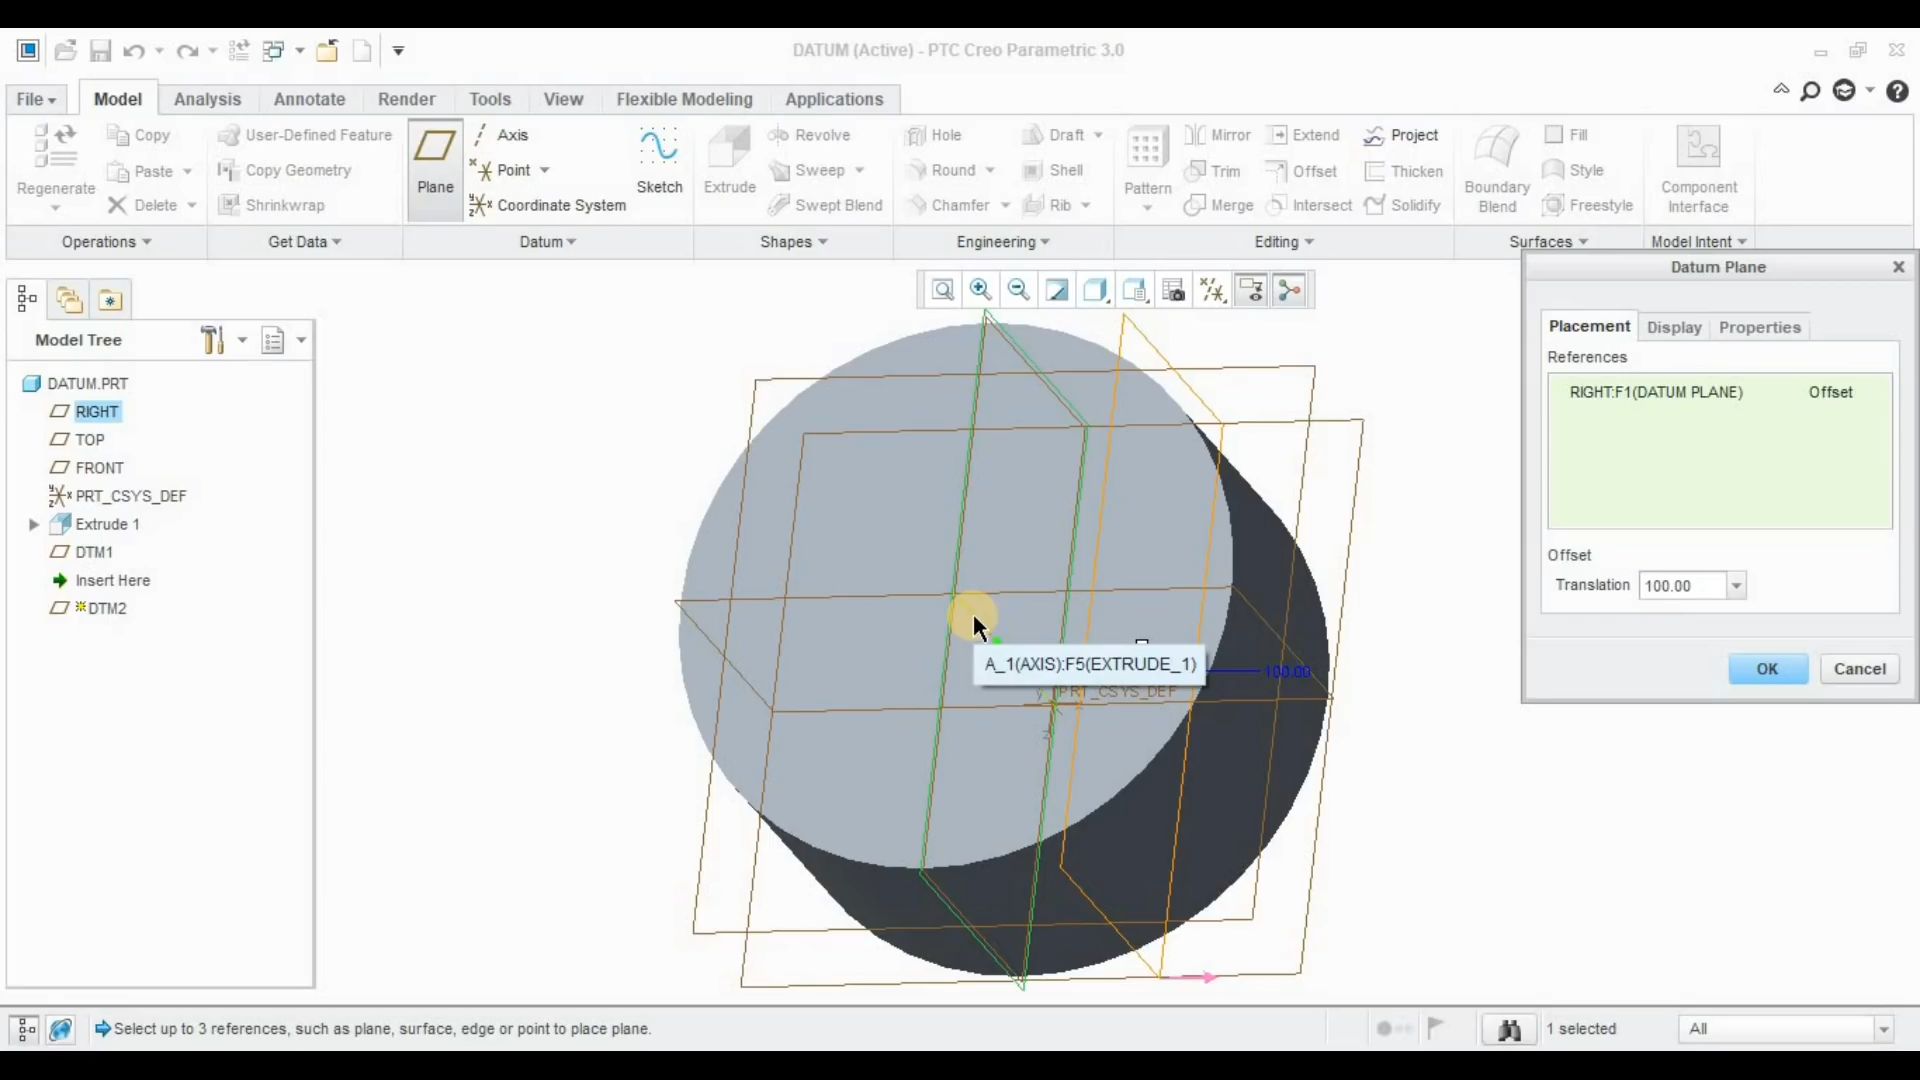 DATUM (Active) - PTC Creo Parametric 3.0
File Model Analysis Annotate Render Tools View Flexible Modeling Applications
Regenerate
Copy
Paste
Delete
User-Defined Feature
Copy Geometry
Shrinkwrap
Plane
Axis
Point
Coordinate System
Sketch
Extrude
Revolve
Sweep
Swept Blend
Hole
Round
Chamfer
Draft
Shell
Rib
Pattern
Mirror
Trim
Merge
Extend
Offset
Intersect
Project
Thicken
Solidify
Boundary
Blend
Fill
Style
Freestyle
Component
Interface
Operations Get Data Datum Shapes Engineering Editing Surfaces Model Intent
Model Tree
DATUM.PRT
RIGHT
TOP
FRONT
PRT_CSYS_DEF
Extrude 1
DTM1
Insert Here
DTM2
A_1(AXIS):F5(EXTRUDE_1)
100.00
PRT_CSYS_DEF
Datum Plane
Placement Display Properties
References
RIGHT:F1(DATUM PLANE) Offset
Offset
Translation 100.00
OK Cancel
Select up to 3 references, such as plane, surface, edge or point to place plane.
1 selected
All